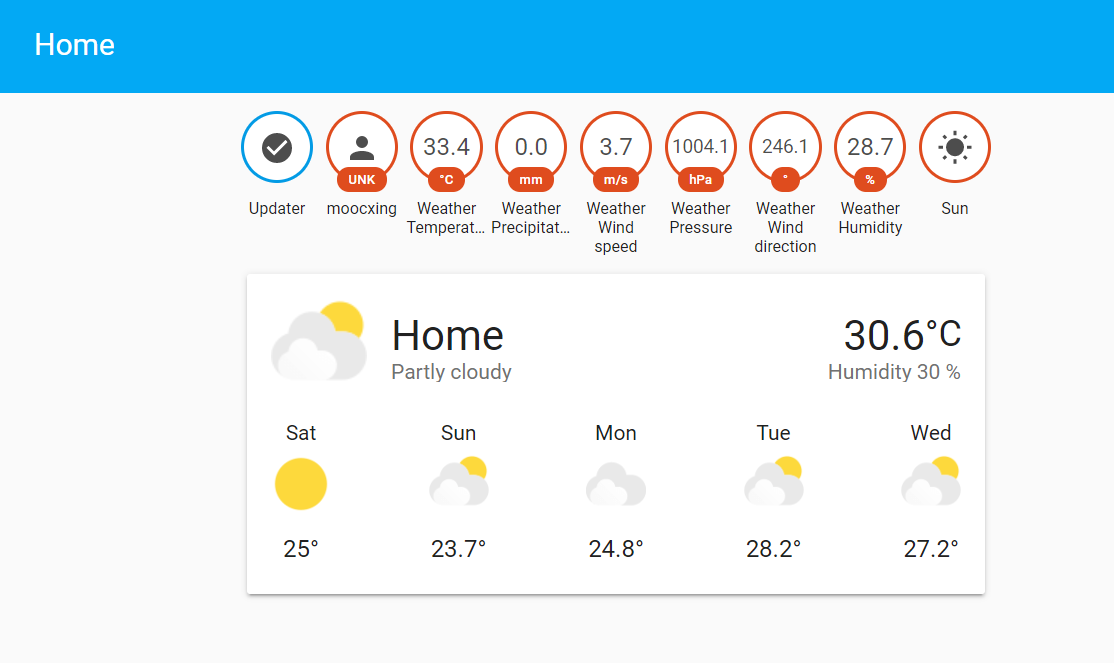 Home
33.4 0.0 3.7 1004.1 246.1 28.7
UNK °C mm m/s hPa ° %
Updater moocxing Weather Weather Weather Weather Weather Weather Sun
Temperat... Precipitat... Wind Pressure Wind Humidity
speed direction
Home 30.6°C
Partly cloudy Humidity 30 %
Sat Sun Mon Tue Wed
25° 23.7° 24.8° 28.2° 27.2°